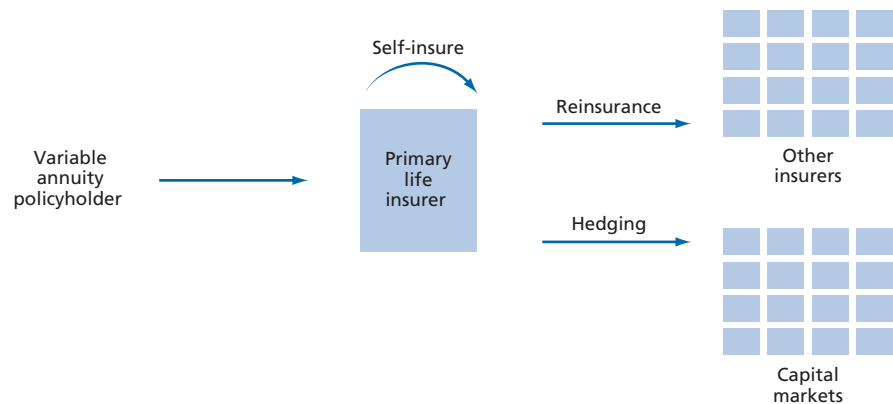 Self-insure
Variable
annuity
policyholder
Primary
life
insurer
Reinsurance
Other
insurers
Hedging
Capital
markets